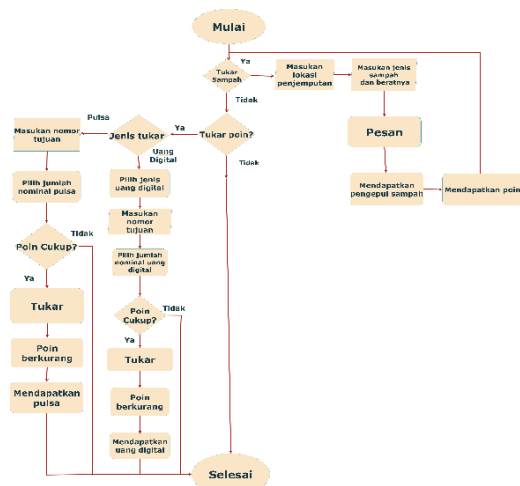 Mulai
Ya
Tukar
Sampah
Masukan
lokasi
penjemputan
Masukan jenis
sampah
dan beratnya
Tidak
Pulsa
Ya
Masukan nomor
tujuan
Jenis tukar
Tukar poin?
Pesan
Uang
Digital
Tidak
Pilih jumlah
nominal pulsa
Pilih jenis
uang digital
Mendapatkan
pengepul sampah
Mendapatkan poin
Masukan
nomor
tujuan
Poin Cukup?
Tidak
Pilih jumlah
nominal uang
digital
Ya
Poin
Cukup?
Tidak
Tukar
Ya
Tukar
Poin
berkurang
Mendapatkan
pulsa
Poin
berkurang
Mendapatkan
uang digital
Selesai